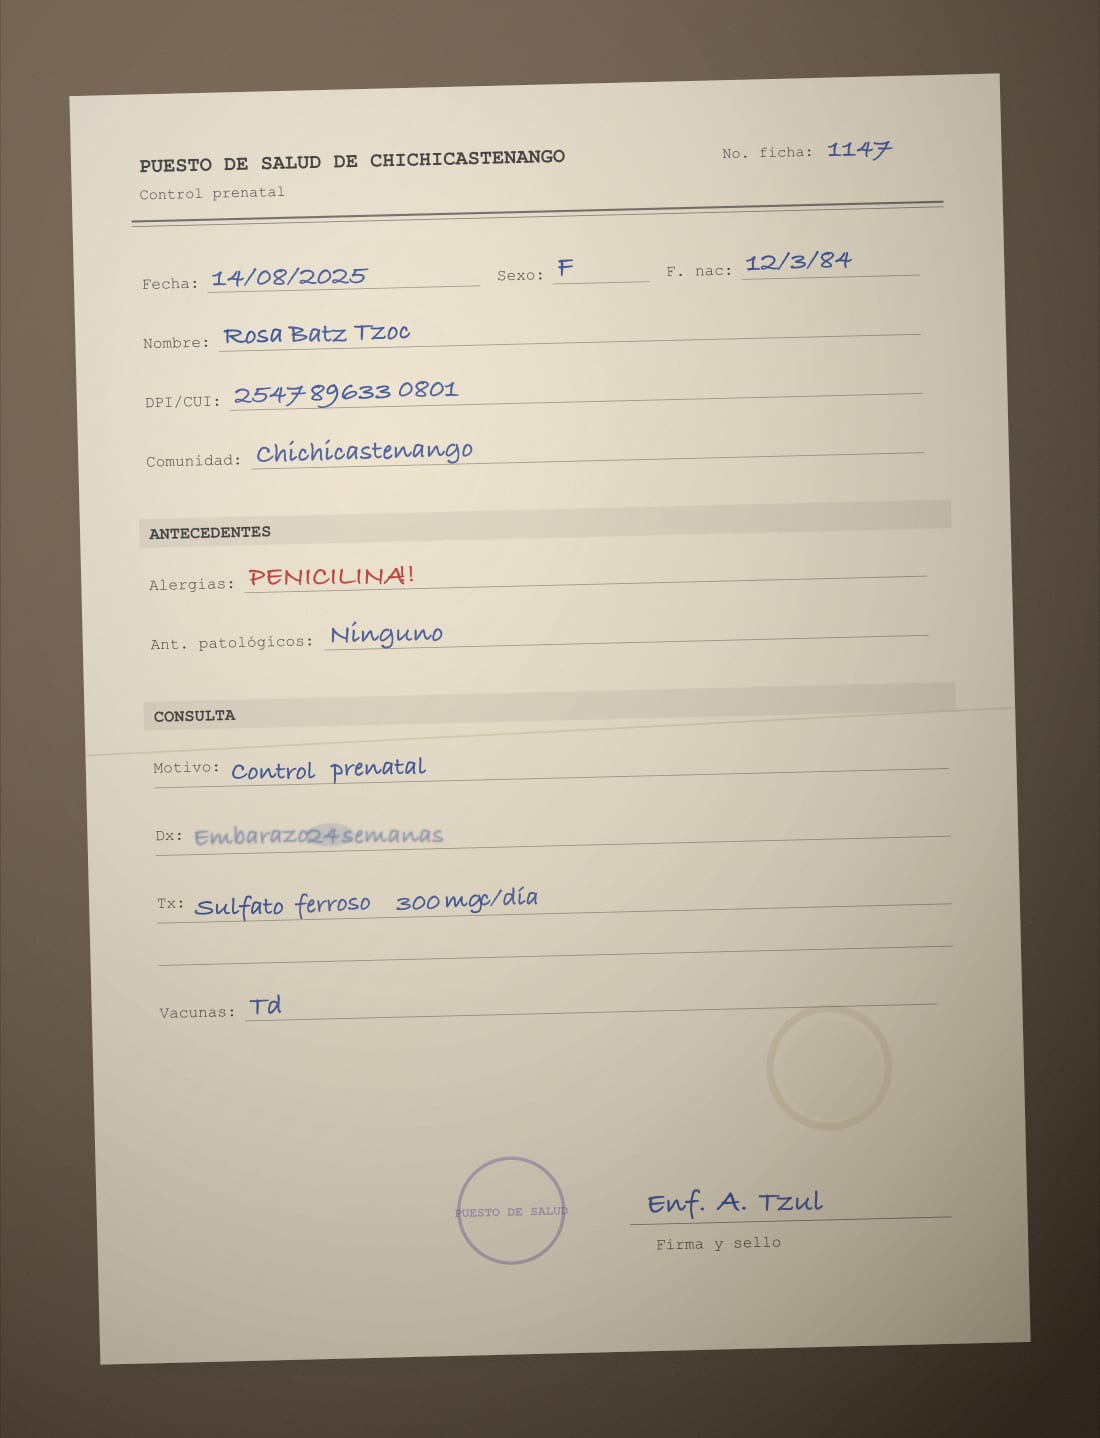 PUESTO DE SALUD DE CHICHICASTENANGO No. ficha: 1147
Control prenatal
Fecha: 14/08/2025 Sexo: F F. nac: 12/3/84
Nombre: Rosa Batz Tzoc
DPI/CUI: 2547 89633 0801
Comunidad: Chichicastenango
ANTECEDENTES
Alergias: PENICILINA!!
Ant. patológicos: Ninguno
CONSULTA
Motivo: Control prenatal
Dx: Embarazo 24 semanas
Tx: Sulfato ferroso 300 mg c/día
Vacunas: Td
PUESTO DE SALUD
Enf. A. Tzul
Firma y sello